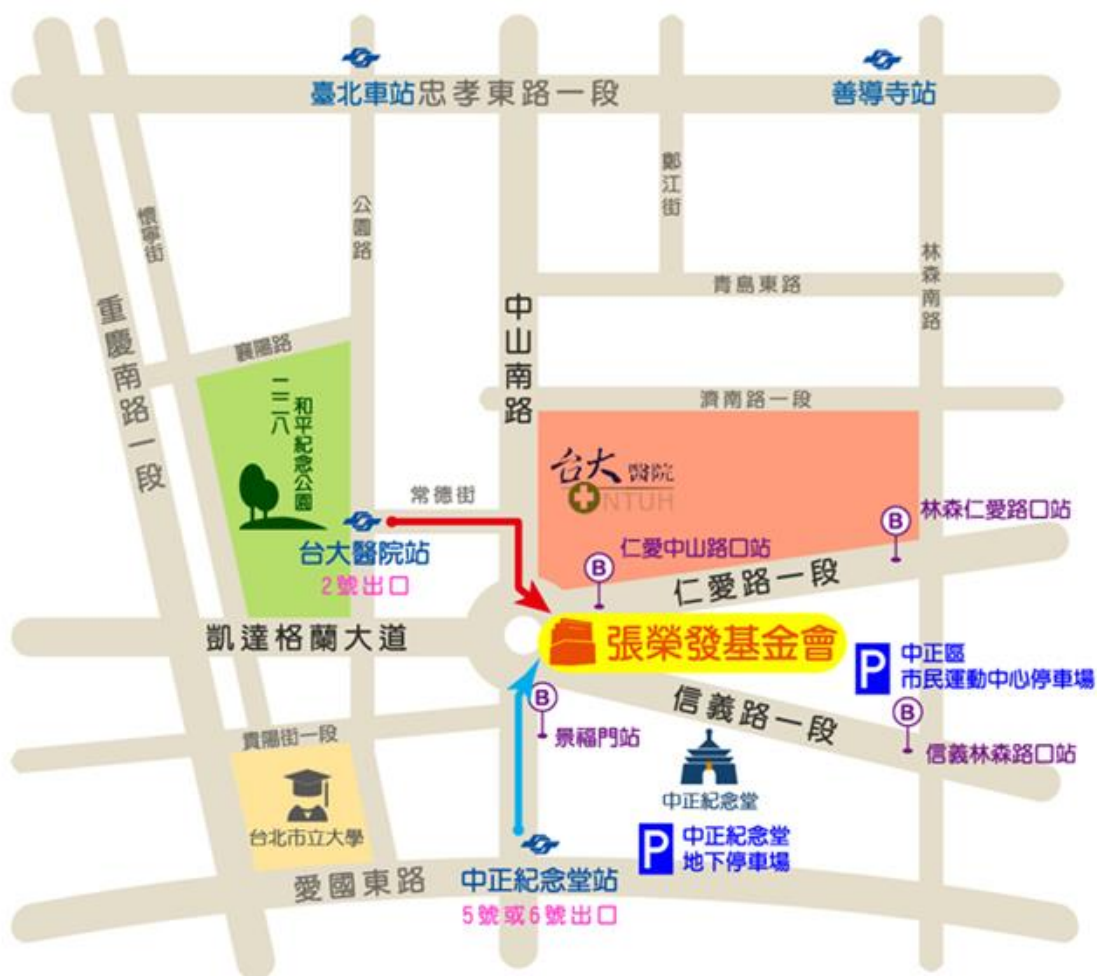 臺北車站
忠孝東路一段
善導寺站
鄭江街
懷寧街
公園路
林森南路
青島東路
重慶南路一段
中山南路
襄陽路
二二八
和平紀念公園
濟南路一段
台大醫院
NTUH
常德街
林森仁愛路口站
B
台大醫院站
2號出口
仁愛中山路口站
B
仁愛路一段
凱達格蘭大道
張榮發基金會
P
中正區
市民運動中心停車場
信義路一段
B
景福門站
B
信義林森路口站
貴陽街一段
中正紀念堂
台北市立大學
P
中正紀念堂
地下停車場
愛國東路
中正紀念堂站
5號或6號出口